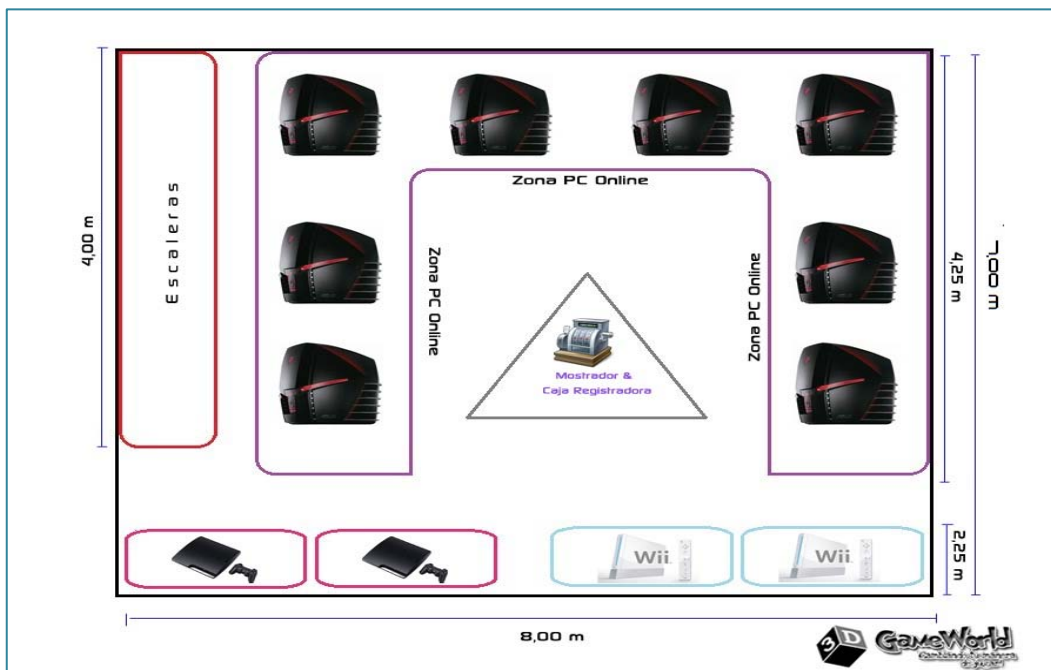 Zona PC Online
Escaleras
4,00 m
Zona PC Online
Zona PC Online
4,25 m
7,00 m
Mostrador &
Caja Registradora
Wii
Wii
2,25 m
8,00 m
3D GameWorld